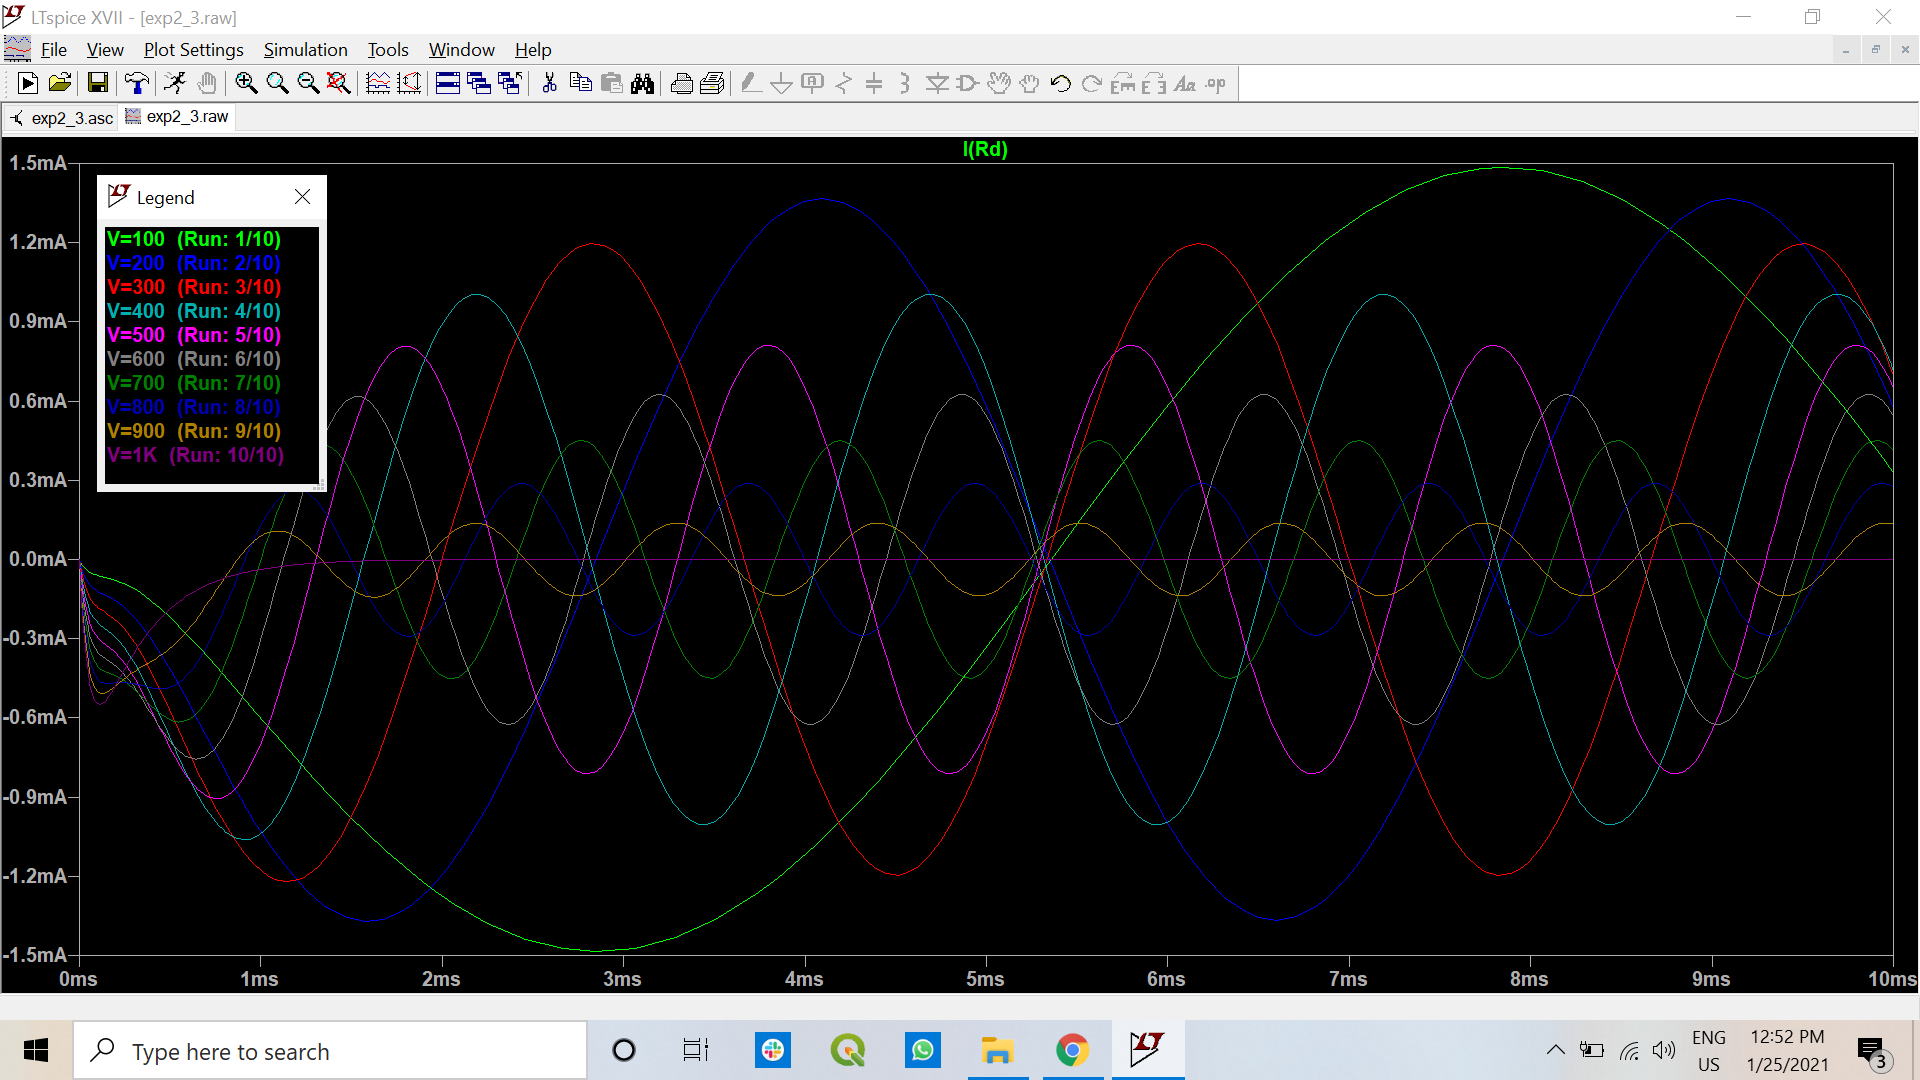 LTspice XVII - [exp2_3.raw]
File View Plot Settings Simulation Tools Window Help
exp2_3.asc exp2_3.raw
I(Rd)
1.5mA
1.2mA
0.9mA
0.6mA
0.3mA
0.0mA
-0.3mA
-0.6mA
-0.9mA
-1.2mA
-1.5mA
Legend
V=100 (Run: 1/10)
V=200 (Run: 2/10)
V=300 (Run: 3/10)
V=400 (Run: 4/10)
V=500 (Run: 5/10)
V=600 (Run: 6/10)
V=700 (Run: 7/10)
V=800 (Run: 8/10)
V=900 (Run: 9/10)
V=1K (Run: 10/10)
0ms 1ms 2ms 3ms 4ms 5ms 6ms 7ms 8ms 9ms 10ms
Type here to search
ENG
US
12:52 PM
1/25/2021
3